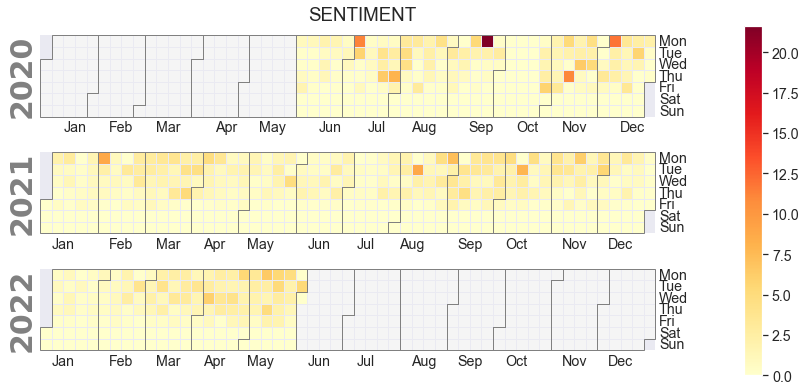 SENTIMENT
2020
Mon
Tue
Wed
Thu
Fri
Sat
Sun
Jan Feb Mar Apr May Jun Jul Aug Sep Oct Nov Dec
2021
Mon
Tue
Wed
Thu
Fri
Sat
Sun
Jan Feb Mar Apr May Jun Jul Aug Sep Oct Nov Dec
2022
Mon
Tue
Wed
Thu
Fri
Sat
Sun
Jan Feb Mar Apr May Jun Jul Aug Sep Oct Nov Dec
20.0
17.5
15.0
12.5
10.0
7.5
5.0
2.5
0.0